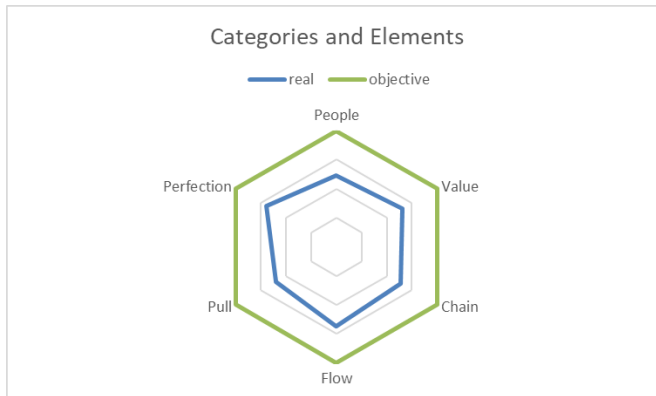 Categories and Elements
real objective
People
Perfection Value
Pull Chain
Flow